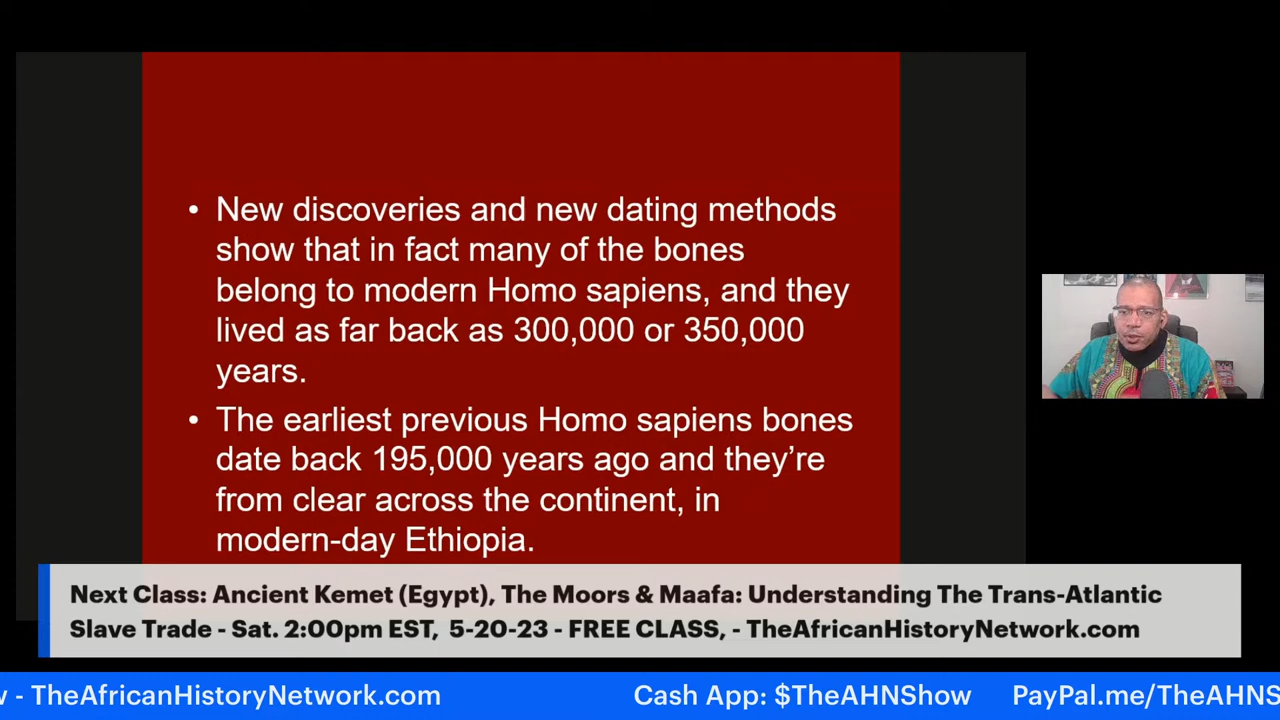 • New discoveries and new dating methods
show that in fact many of the bones
belong to modern Homo sapiens, and they
lived as far back as 300,000 or 350,000
years.
• The earliest previous Homo sapiens bones
date back 195,000 years ago and they’re
from clear across the continent, in
modern-day Ethiopia.
Next Class: Ancient Kemet (Egypt), The Moors & Maafa: Understanding The Trans-Atlantic
Slave Trade - Sat. 2:00pm EST, 5-20-23 - FREE CLASS, - TheAfricanHistoryNetwork.com
- TheAfricanHistoryNetwork.com Cash App: $TheAHNShow PayPal.me/TheAHNS